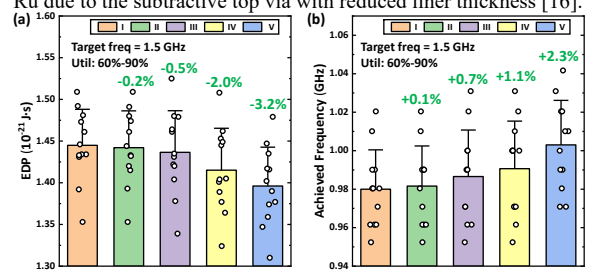 Ru due to the subtractive top via with reduced liner thickness [16].
(a)
I II III IV V
Target freq = 1.5 GHz
Util: 60%-90%
-0.2%
-0.5%
-2.0%
-3.2%
EDP (10⁻²¹ J·s)
1.60
1.55
1.50
1.45
1.40
1.35
1.30
(b)
I II III IV V
Target freq = 1.5 GHz
Util: 60%-90%
+0.1%
+0.7%
+1.1%
+2.3%
Achieved Frequency (GHz)
1.06
1.04
1.02
1.00
0.98
0.96
0.94